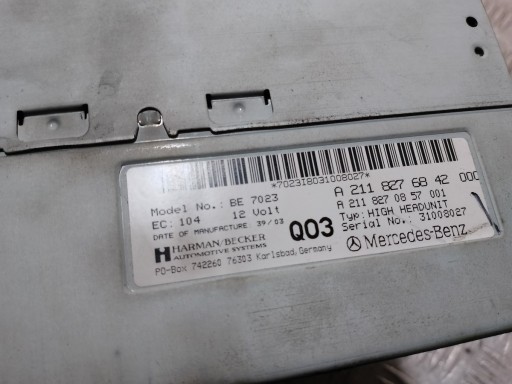 *7023IB031008027*
Model No.: BE 7023
EC: 104 12 Volt
DATE OF MANUFACTURE 39/03
HARMAN/BECKER
AUTOMOTIVE SYSTEMS
PO-Box 742260 76303 Karlsbad, Germany
Q03
A 211 827 68 42 000
A 211 827 08 57 001
Typ: HIGH HEADUNIT
Serial No.: 31008027
Mercedes-Benz